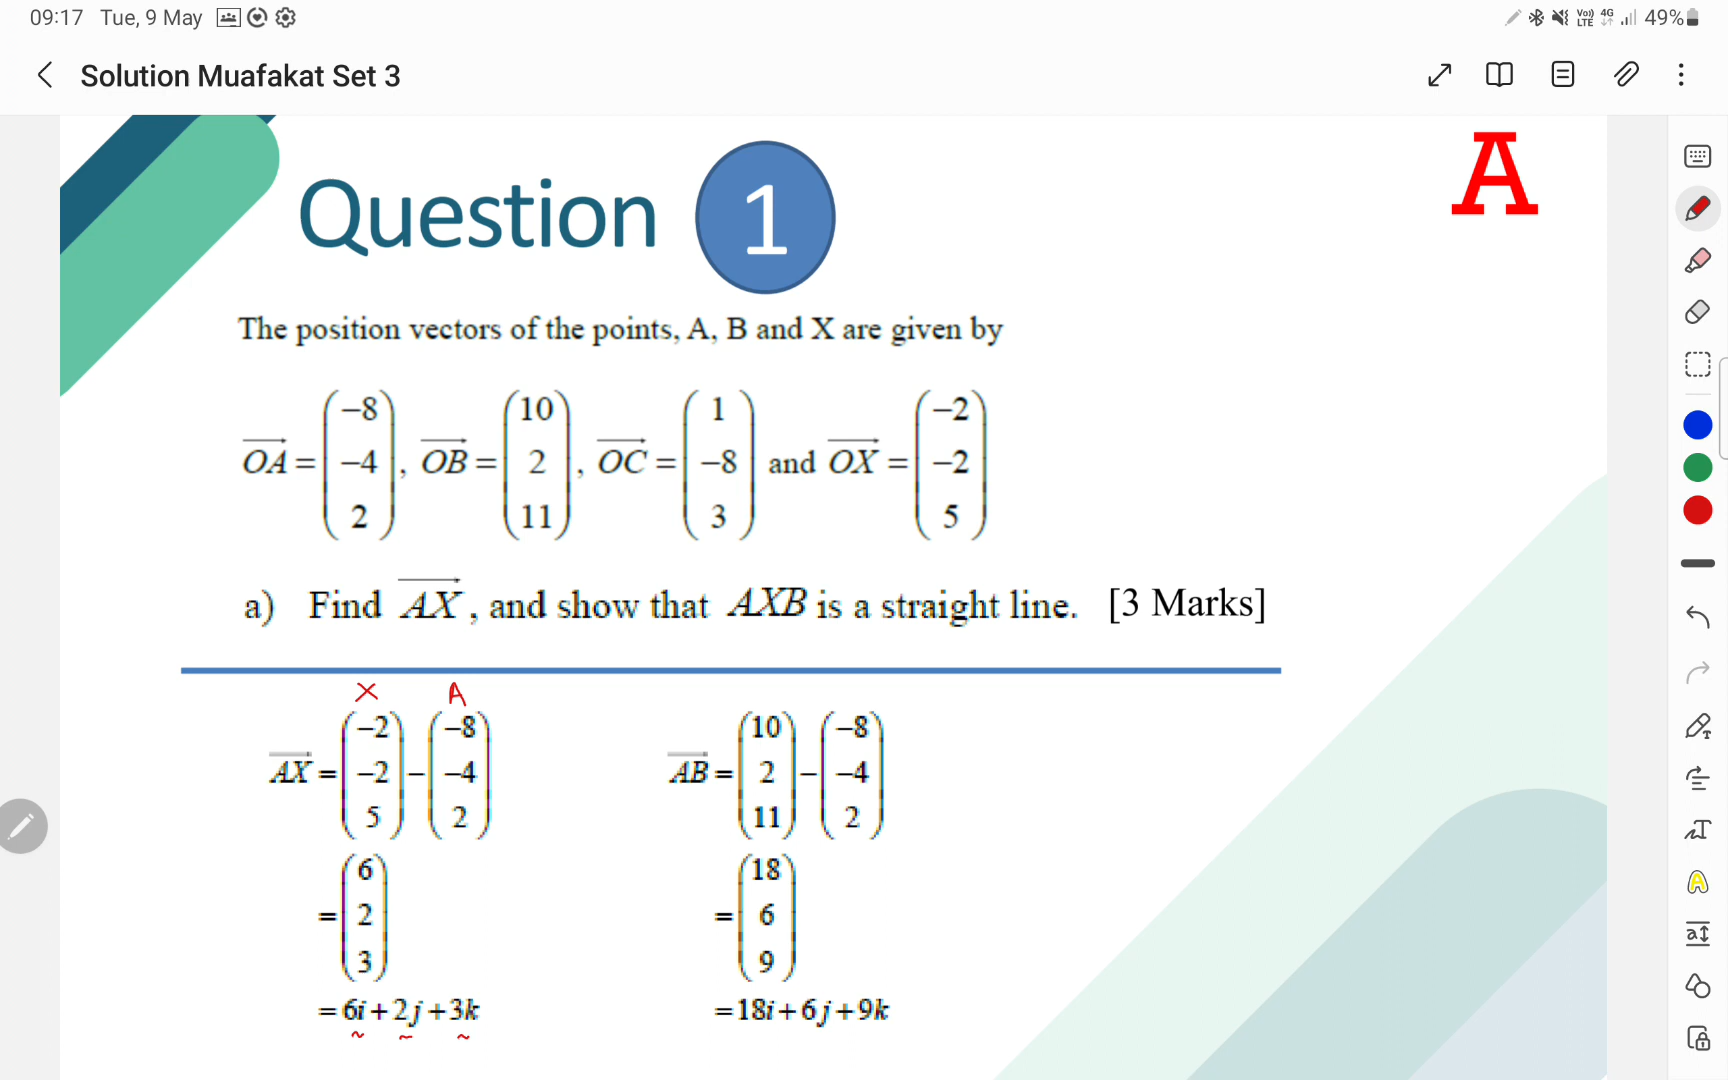 09:17 Tue, 9 May
Vo)) LTE 4G 49%
Solution Muafakat Set 3
A
Question 1
The position vectors of the points, A, B and X are given by
OA = (−8 −4 2), OB = (10 2 11), OC = (1 −8 3) and OX = (−2 −2 5)
a) Find AX, and show that AXB is a straight line. [3 Marks]
X A
AX = (−2 −2 5) − (−8 −4 2)
= (6 2 3)
= 6i + 2j + 3k
AB = (10 2 11) − (−8 −4 2)
= (18 6 9)
= 18i + 6j + 9k